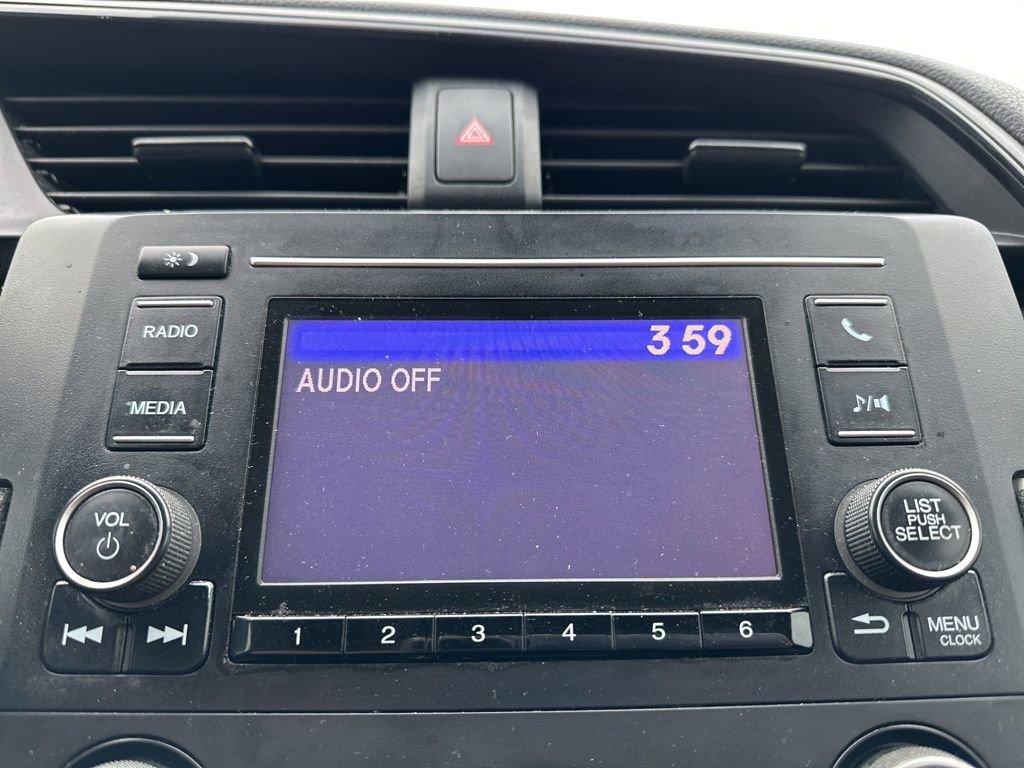 RADIO
MEDIA
3 59
AUDIO OFF
VOL
LIST
PUSH
SELECT
1 2 3 4 5 6
MENU
CLOCK